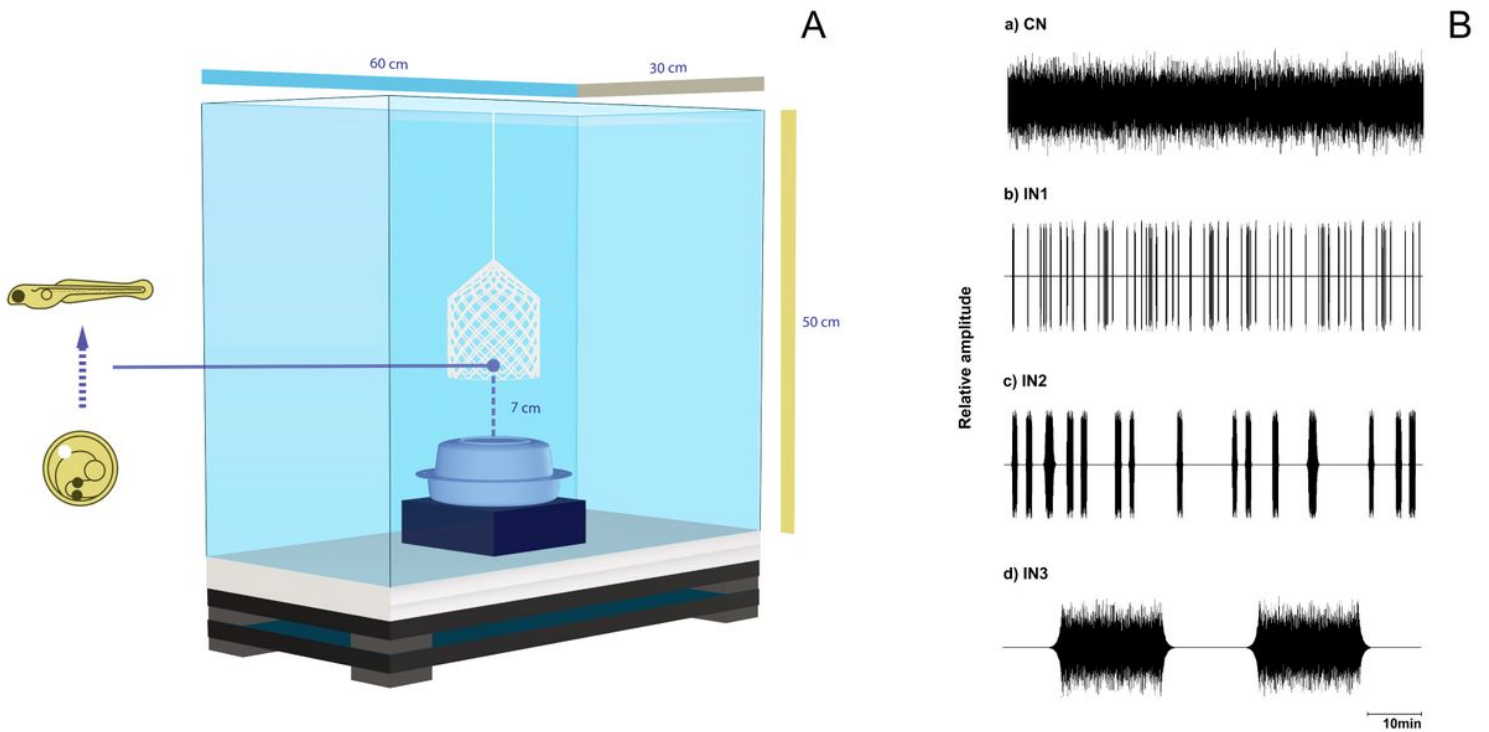 A
60 cm
30 cm
50 cm
7 cm
B
a) CN
b) IN1
c) IN2
d) IN3
Relative amplitude
10min